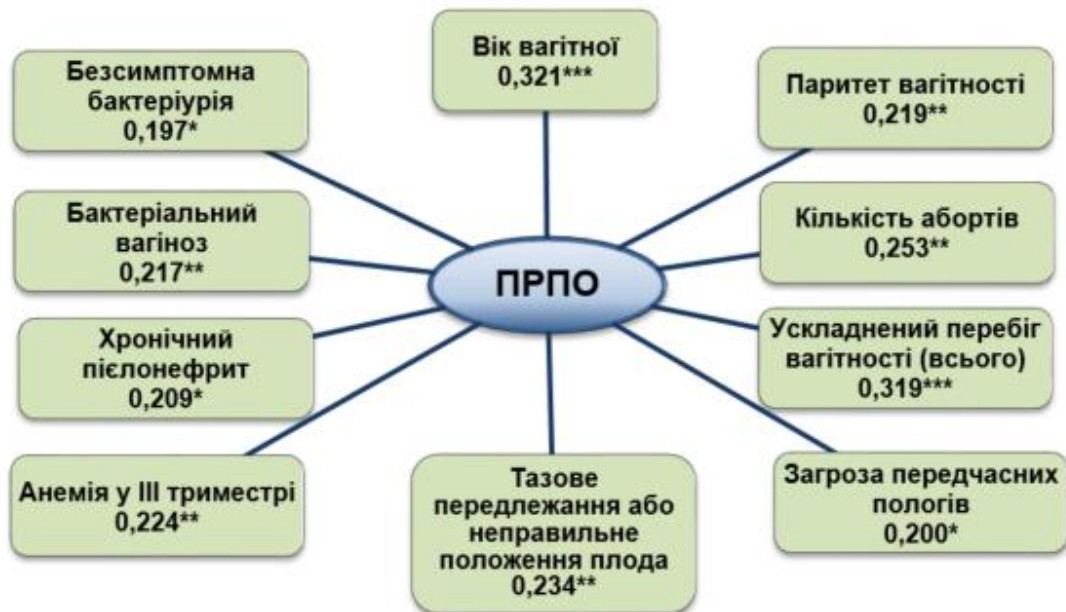 Вік вагітної
0,321***
Безсимптомна
бактеріурія
0,197*
Паритет вагітності
0,219**
Бактеріальний
вагіноз
0,217**
Кількість абортів
0,253**
ПРПО
Хронічний
пієлонефрит
0,209*
Ускладнений перебіг
вагітності (всього)
0,319***
Анемія у III триместрі
0,224**
Тазове
передлежання або
неправильне
положення плода
0,234**
Загроза передчасних
пологів
0,200*